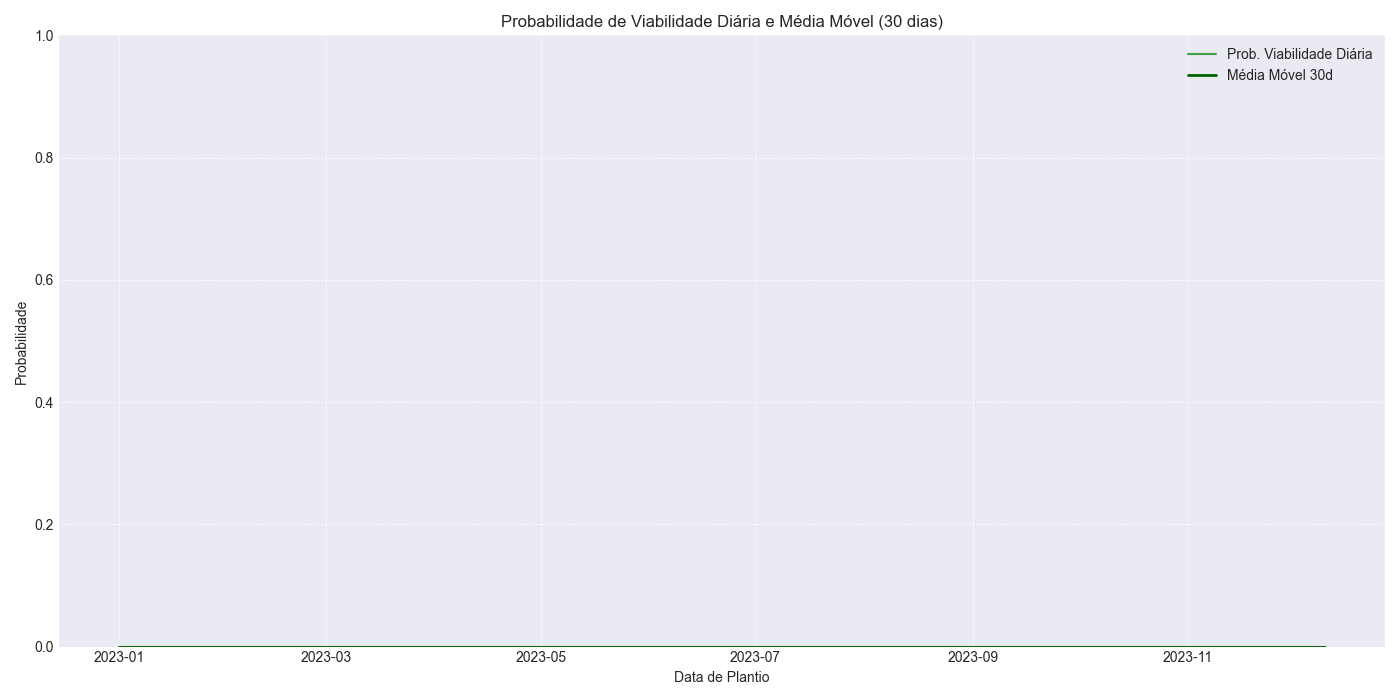 Probabilidade de Viabilidade Diária e Média Móvel (30 dias)
Prob. Viabilidade Diária
Média Móvel 30d
1.0
0.8
0.6
0.4
0.2
0.0
Probabilidade
2023-01 2023-03 2023-05 2023-07 2023-09 2023-11
Data de Plantio